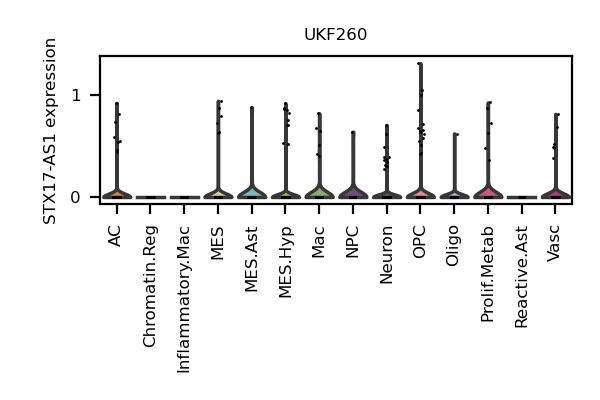 UKF260
STX17-AS1 expression
1
0
AC
Chromatin.Reg
Inflammatory.Mac
MES
MES.Ast
MES.Hyp
Mac
NPC
Neuron
OPC
Oligo
Prolif.Metab
Reactive.Ast
Vasc